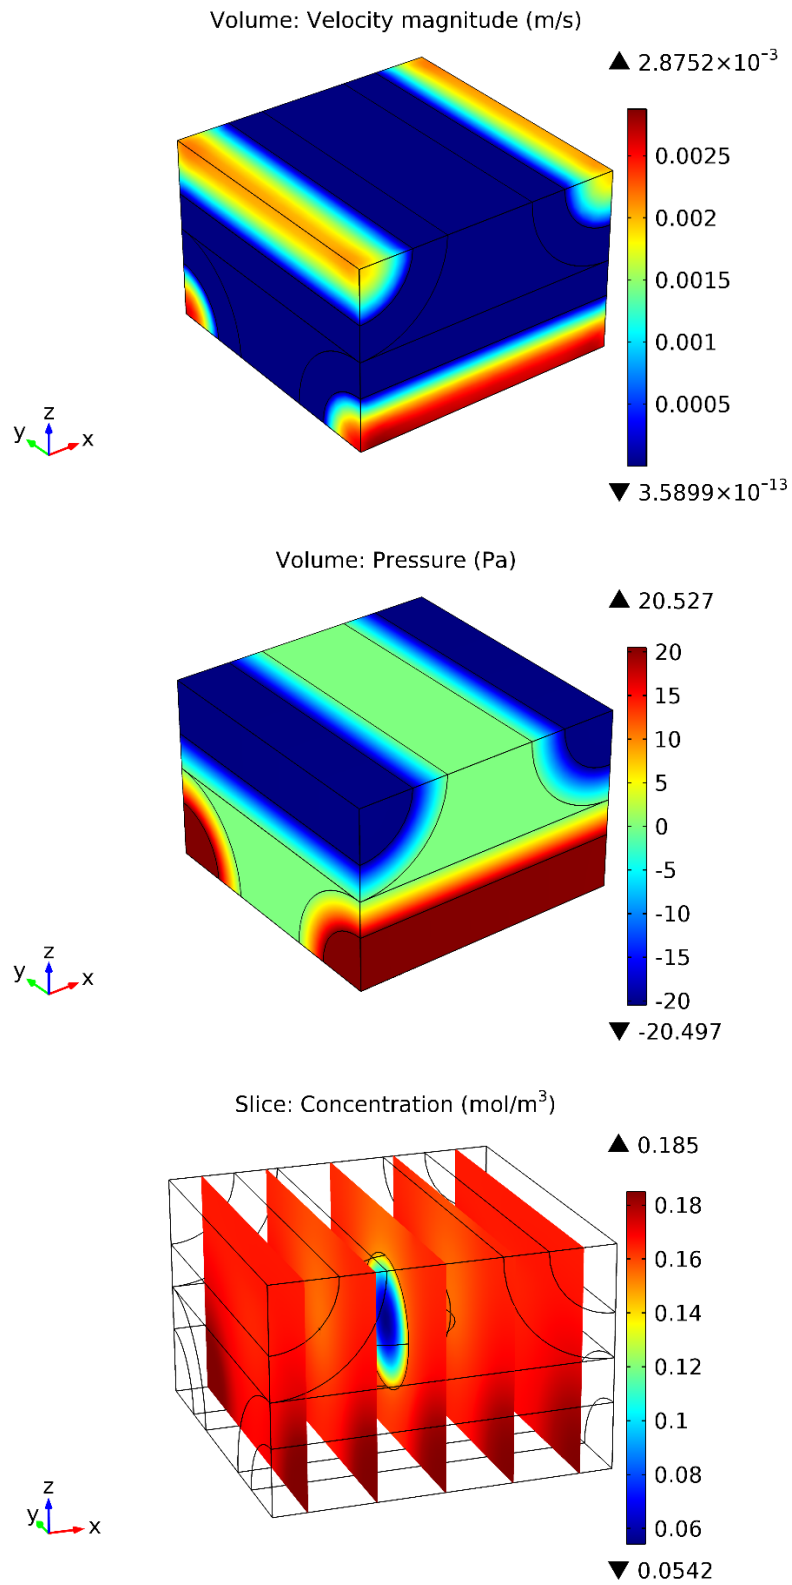 Volume: Velocity magnitude (m/s)
▲ 2.8752×10⁻³
0.0025
0.002
0.0015
0.001
0.0005
▼ 3.5899×10⁻¹³
z
y
x
Volume: Pressure (Pa)
▲ 20.527
20
15
10
5
0
-5
-10
-15
-20
▼ -20.497
z
y
x
Slice: Concentration (mol/m³)
▲ 0.185
0.18
0.16
0.14
0.12
0.1
0.08
0.06
▼ 0.0542
z
y
x